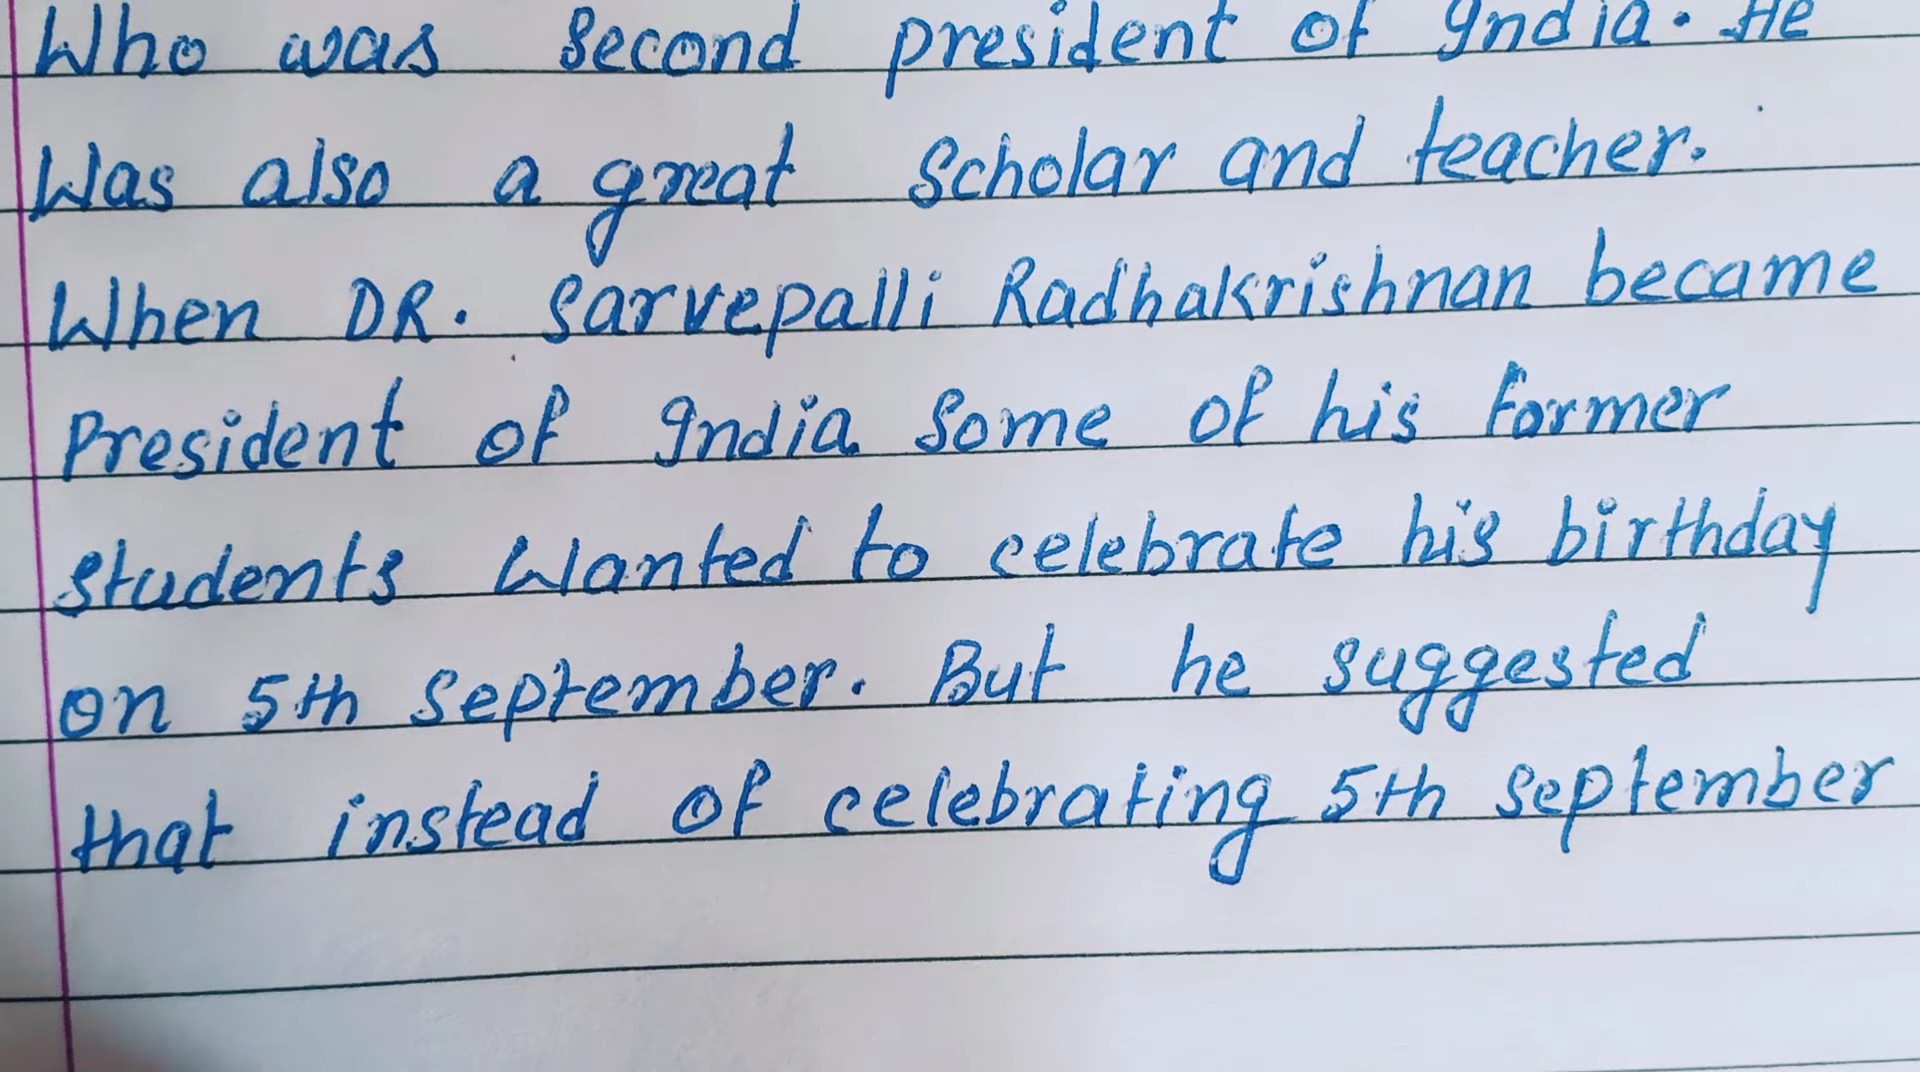 Who was second president of India. He
Was also a great Scholar and teacher.
When DR. Sarvepalli Radhakrishnan became
President of India Some of his former
students Wanted to celebrate his birthday
on 5th September. But he suggested
that instead of celebrating 5th September